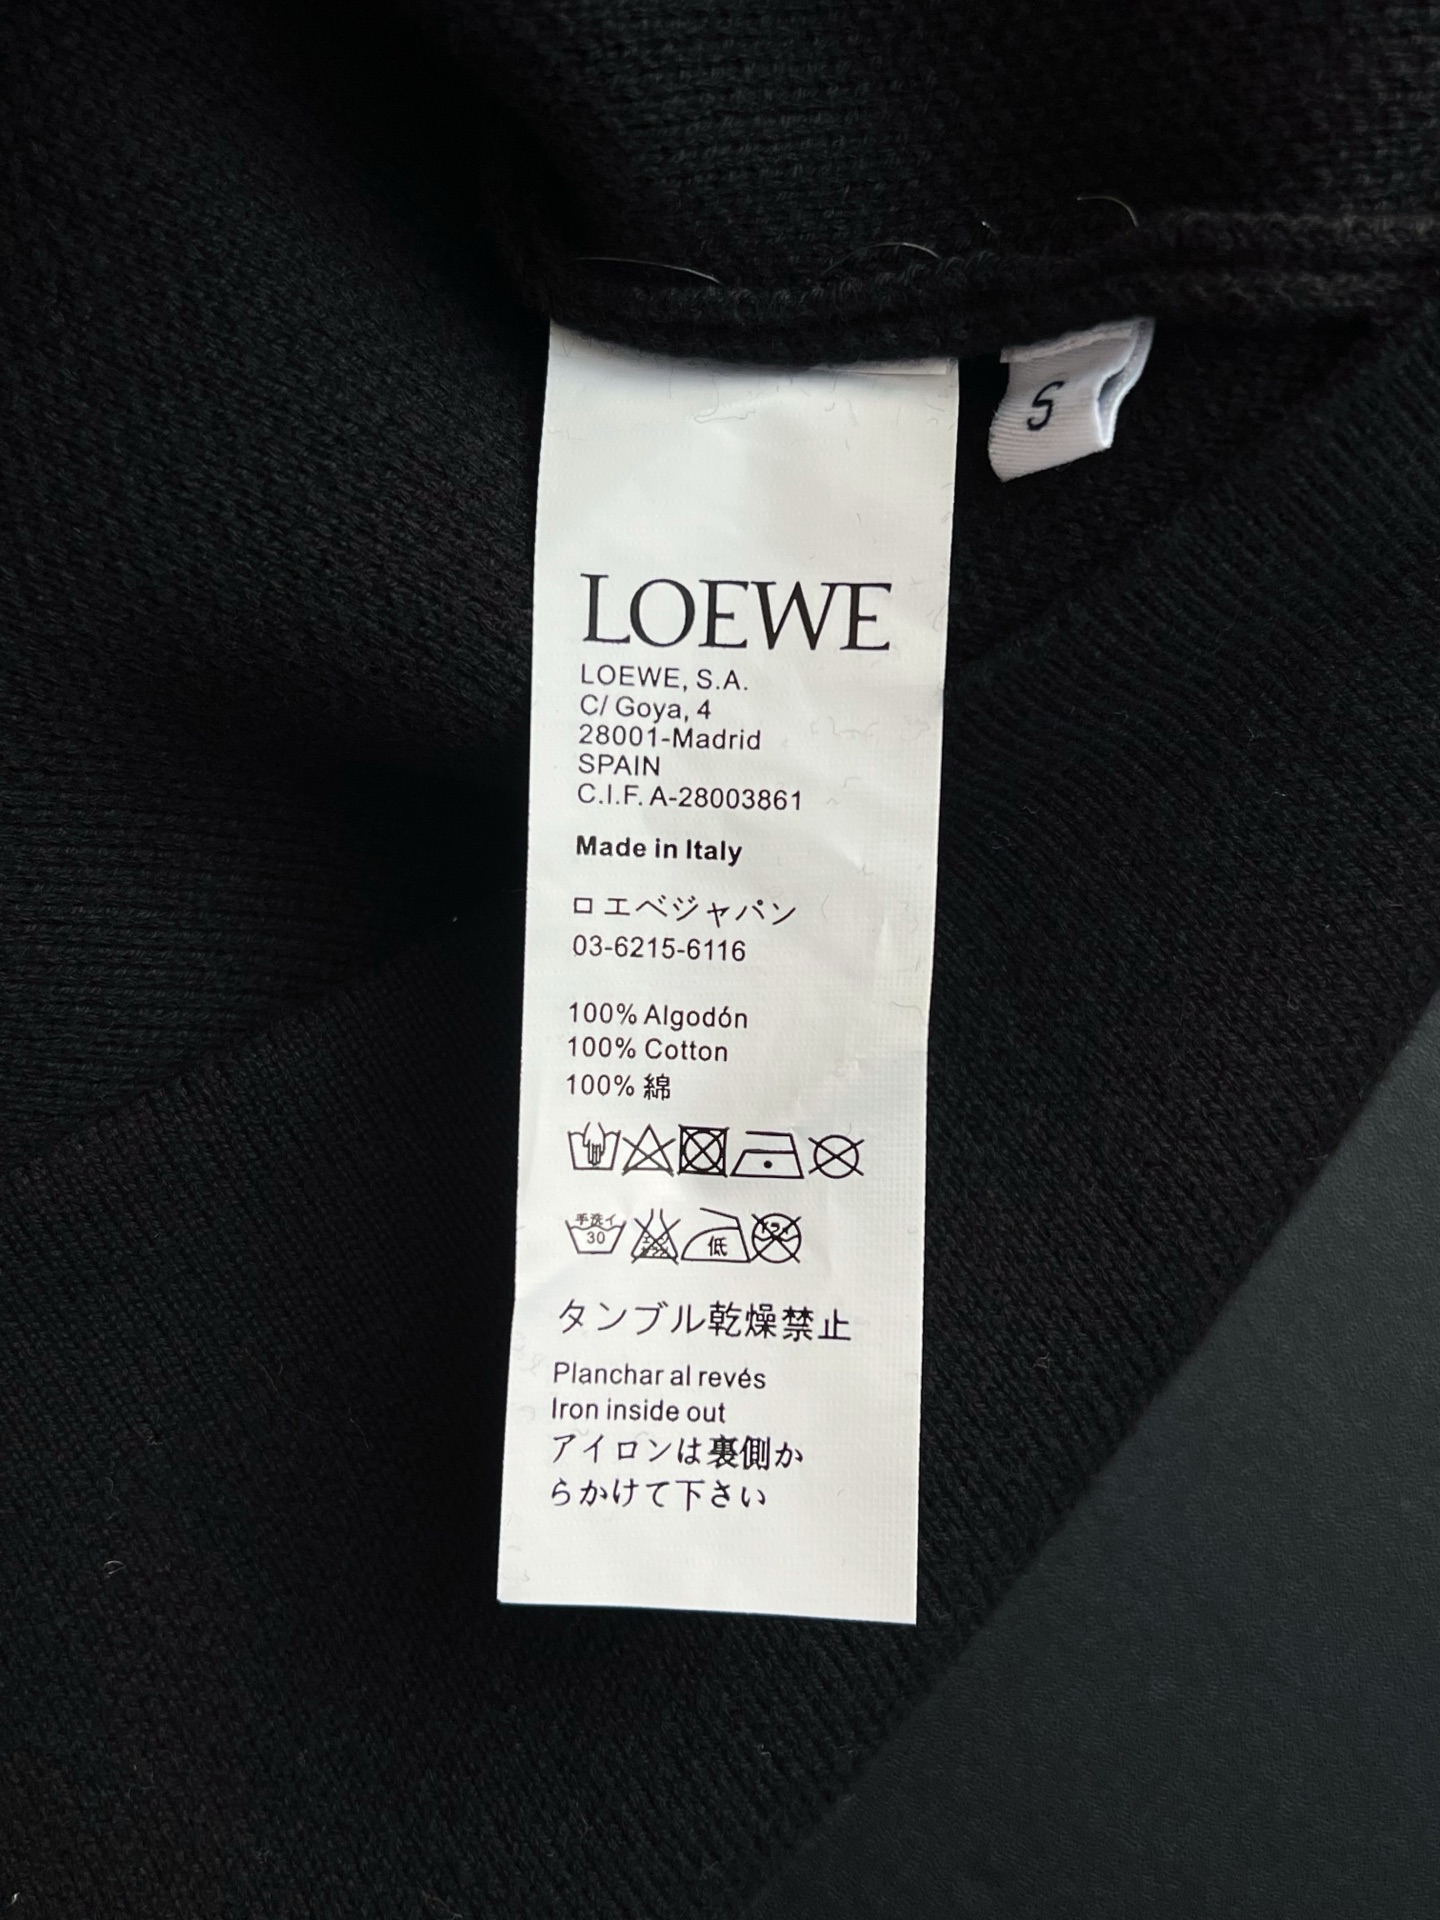 S
LOEWE
LOEWE, S.A.
C/ Goya, 4
28001-Madrid
SPAIN
C.I.F. A-28003861
Made in Italy
ロエベジャパン
03-6215-6116
100% Algodón
100% Cotton
100% 綿
手洗イ
30
低
タンブル乾燥禁止
Planchar al revés
Iron inside out
アイロンは裏側か
らかけて下さい